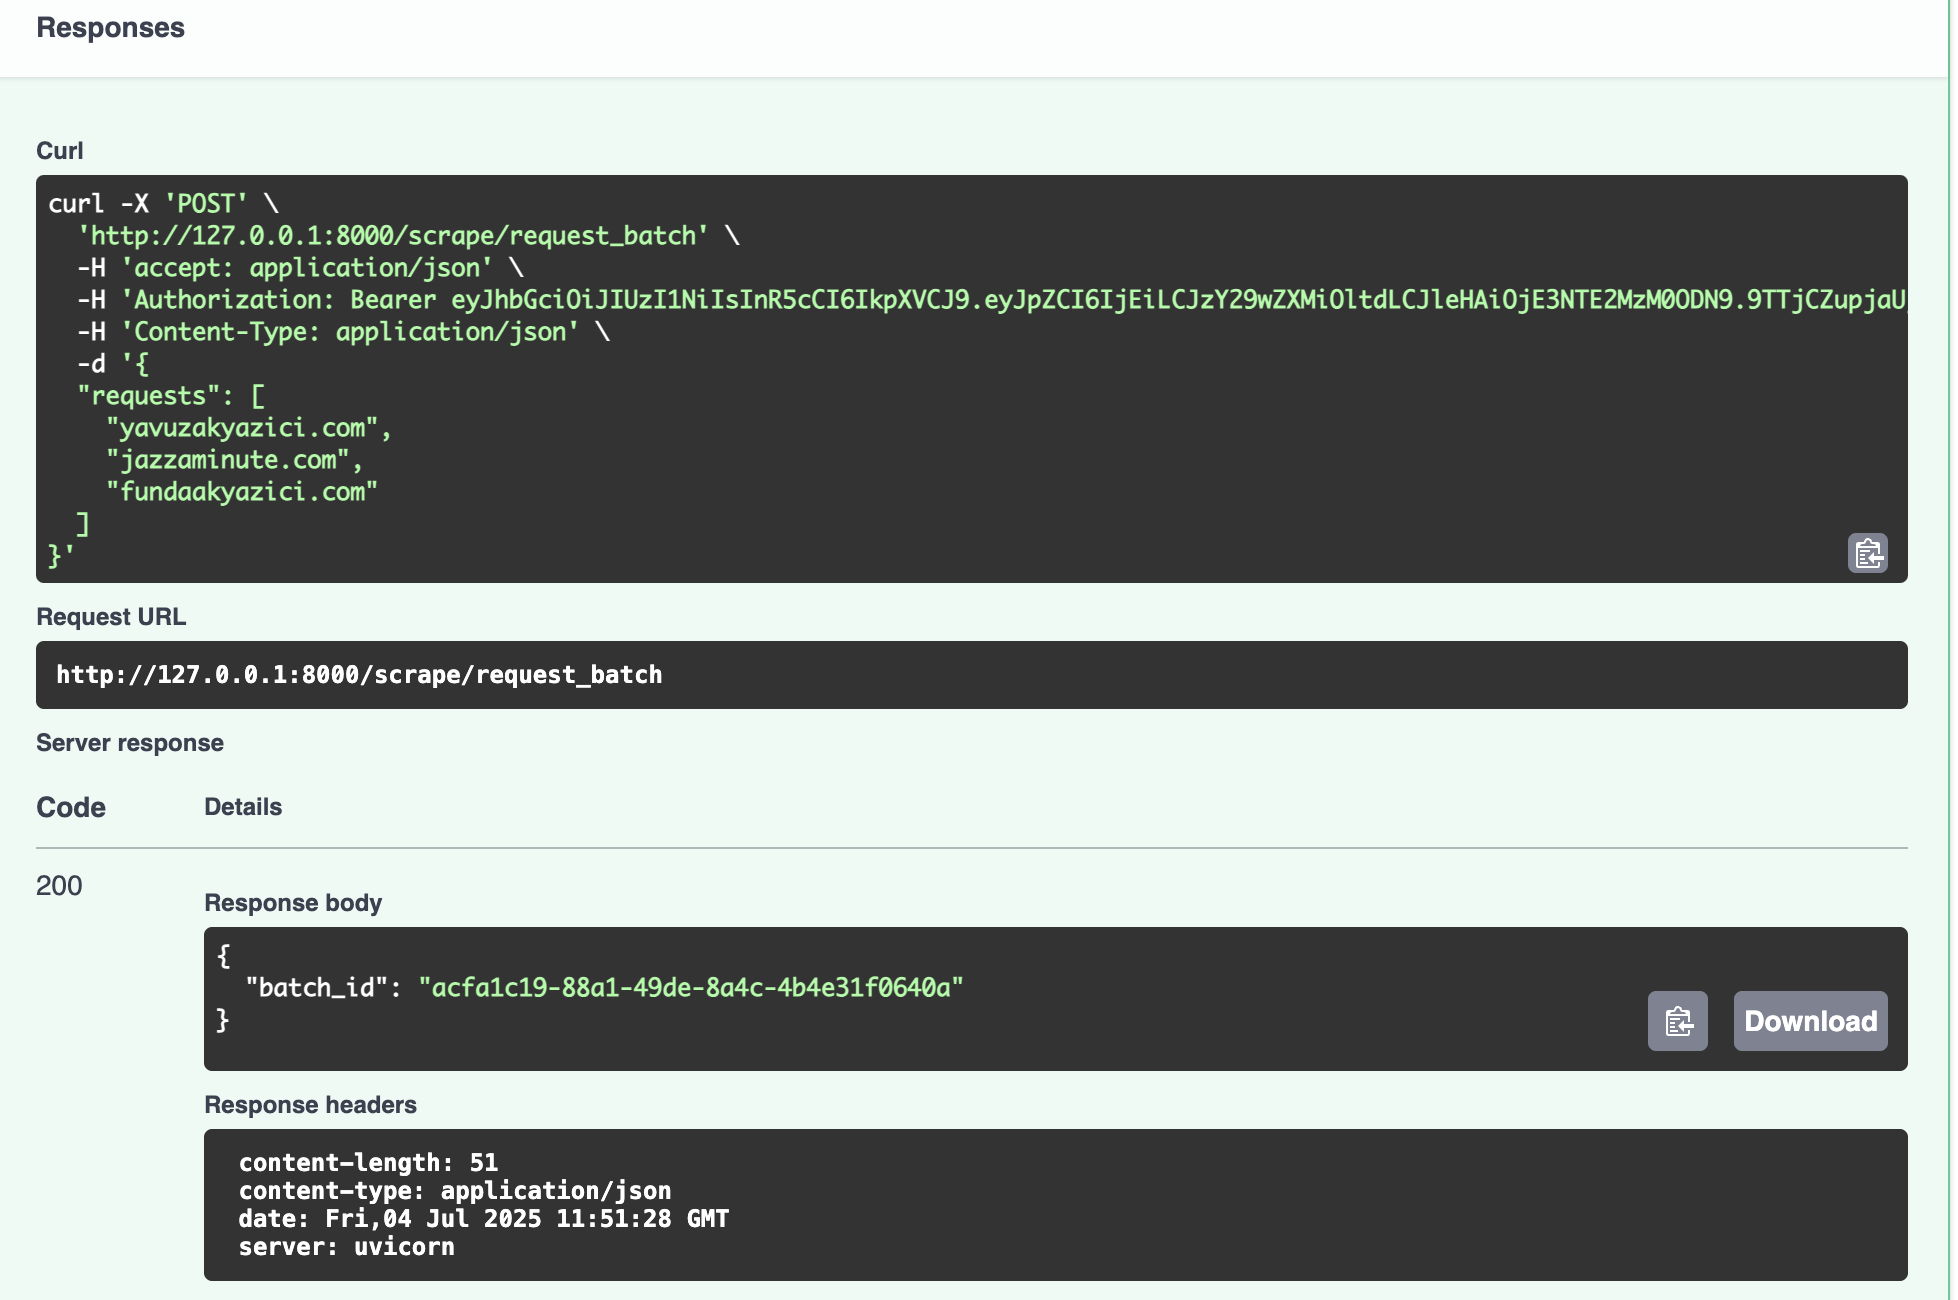 Responses
Curl
curl -X 'POST' \
'http://127.0.0.1:8000/scrape/request_batch' \
-H 'accept: application/json' \
-H 'Authorization: Bearer eyJhbGciOiJIUzI1NiIsInR5cCI6IkpXVCJ9.eyJpZCI6IjEiLCJzY29wZXMiOltdLCJleHAiOjE3NTE2MzM0ODN9.9TTjCZupjaU
-H 'Content-Type: application/json' \
-d '{
"requests": [
"yavuzakyazici.com",
"jazzaminute.com",
"fundaakyazici.com"
]
}'
Request URL
http://127.0.0.1:8000/scrape/request_batch
Server response
Code Details
200
Response body
{
"batch_id": "acfa1c19-88a1-49de-8a4c-4b4e31f0640a"
}
Download
Response headers
content-length: 51
content-type: application/json
date: Fri,04 Jul 2025 11:51:28 GMT
server: uvicorn